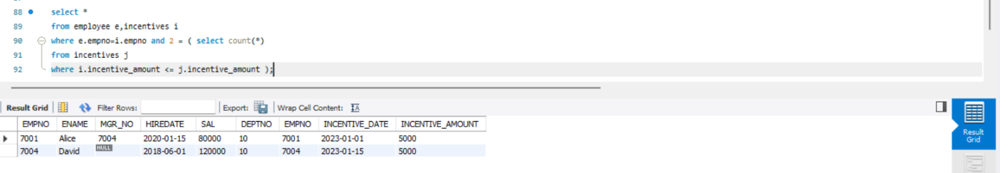 88 select *
89 from employee e,incentives i
90 where e.empno=i.empno and 2 = ( select count(*)
91 from incentives j
92 where i.incentive_amount <= j.incentive_amount );
Result Grid Filter Rows: Export: Wrap Cell Content:
EMPNO ENAME MGR_NO HIREDATE SAL DEPTNO EMPNO INCENTIVE_DATE INCENTIVE_AMOUNT
7001 Alice 7004 2020-01-15 80000 10 7001 2023-01-01 5000
7004 David NULL 2018-06-01 120000 10 7004 2023-01-15 5000
Result
Grid